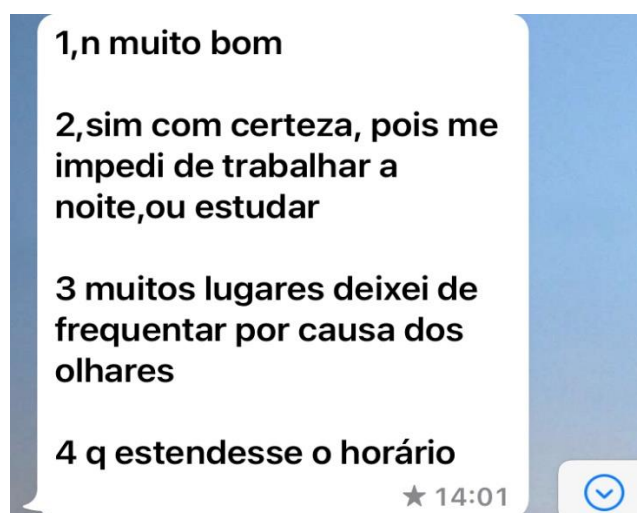 1,n muito bom
2,sim com certeza, pois me
impedi de trabalhar a
noite,ou estudar
3 muitos lugares deixei de
frequentar por causa dos
olhares
4 q estendesse o horário
★ 14:01